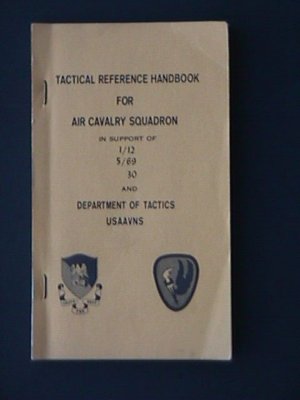 TACTICAL REFERENCE HANDBOOK
FOR
AIR CAVALRY SQUADRON
IN SUPPORT OF
1/12
5/69
30
AND
DEPARTMENT OF TACTICS
USAAVNS